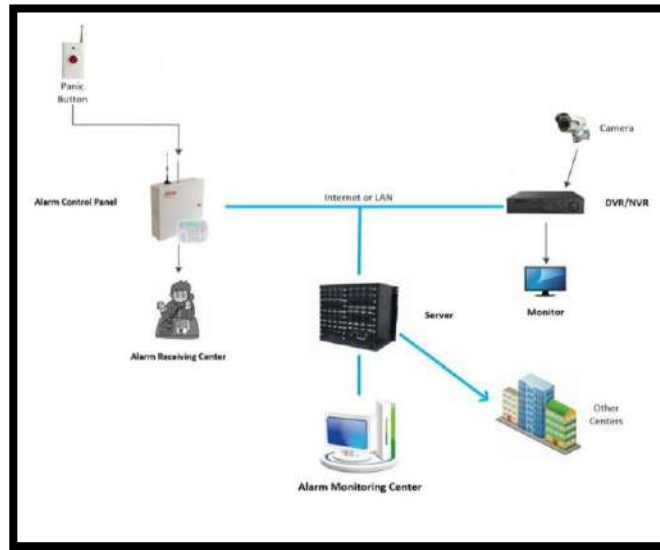 Panic
Button
Camera
Alarm Control Panel
Internet or LAN
DVR/NVR
Server
Monitor
Alarm Receiving Center
Other
Centers
Alarm Monitoring Center